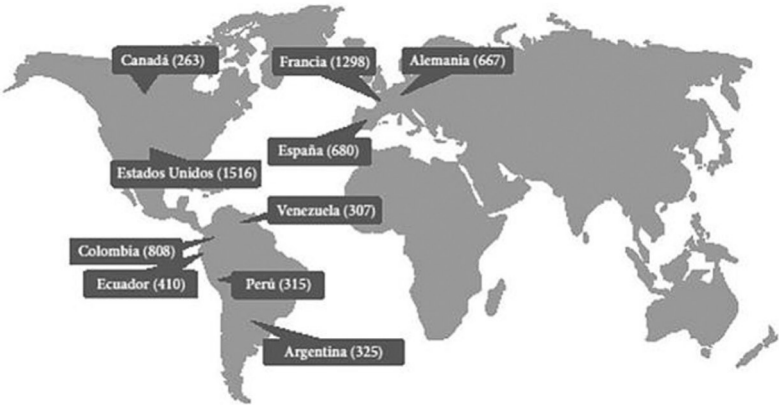 Canadá (263)
Francia (1298)
Alemania (667)
España (680)
Estados Unidos (1516)
Venezuela (307)
Colombia (808)
Ecuador (410)
Perú (315)
Argentina (325)